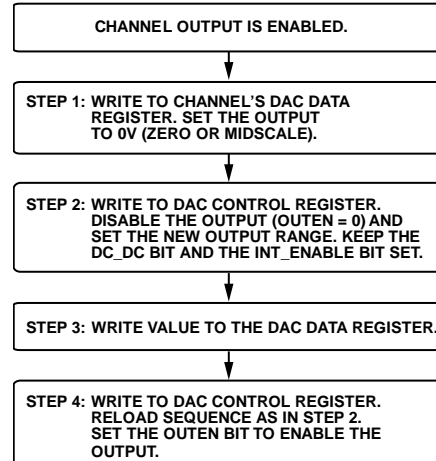 CHANNEL OUTPUT IS ENABLED.
STEP 1: WRITE TO CHANNEL'S DAC DATA
REGISTER. SET THE OUTPUT
TO 0V (ZERO OR MIDSCALE).
STEP 2: WRITE TO DAC CONTROL REGISTER.
DISABLE THE OUTPUT (OUTEN = 0) AND
SET THE NEW OUTPUT RANGE. KEEP THE
DC_DC BIT AND THE INT_ENABLE BIT SET.
STEP 3: WRITE VALUE TO THE DAC DATA REGISTER.
STEP 4: WRITE TO DAC CONTROL REGISTER.
RELOAD SEQUENCE AS IN STEP 2.
SET THE OUTEN BIT TO ENABLE THE
OUTPUT.